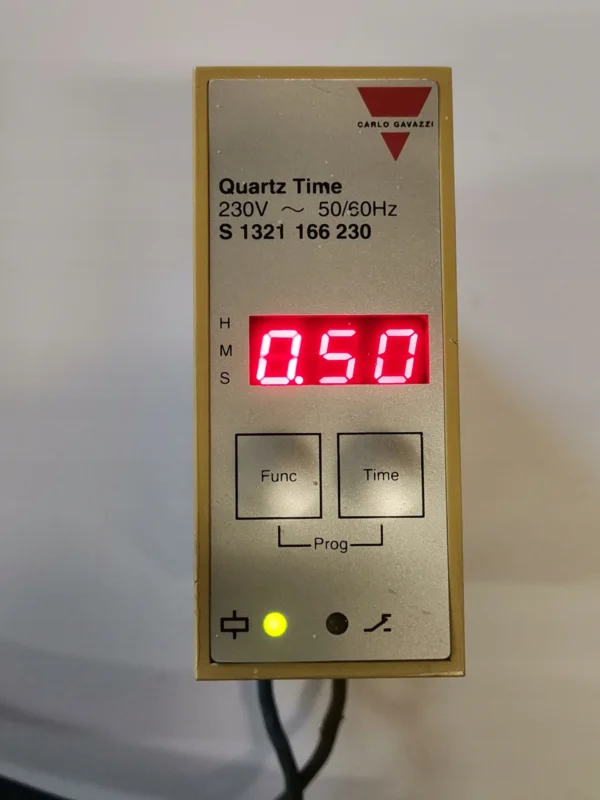 CARLO GAVAZZI
Quartz Time
230V ~ 50/60Hz
S 1321 166 230
H
M
S
0.50
Func
Time
Prog